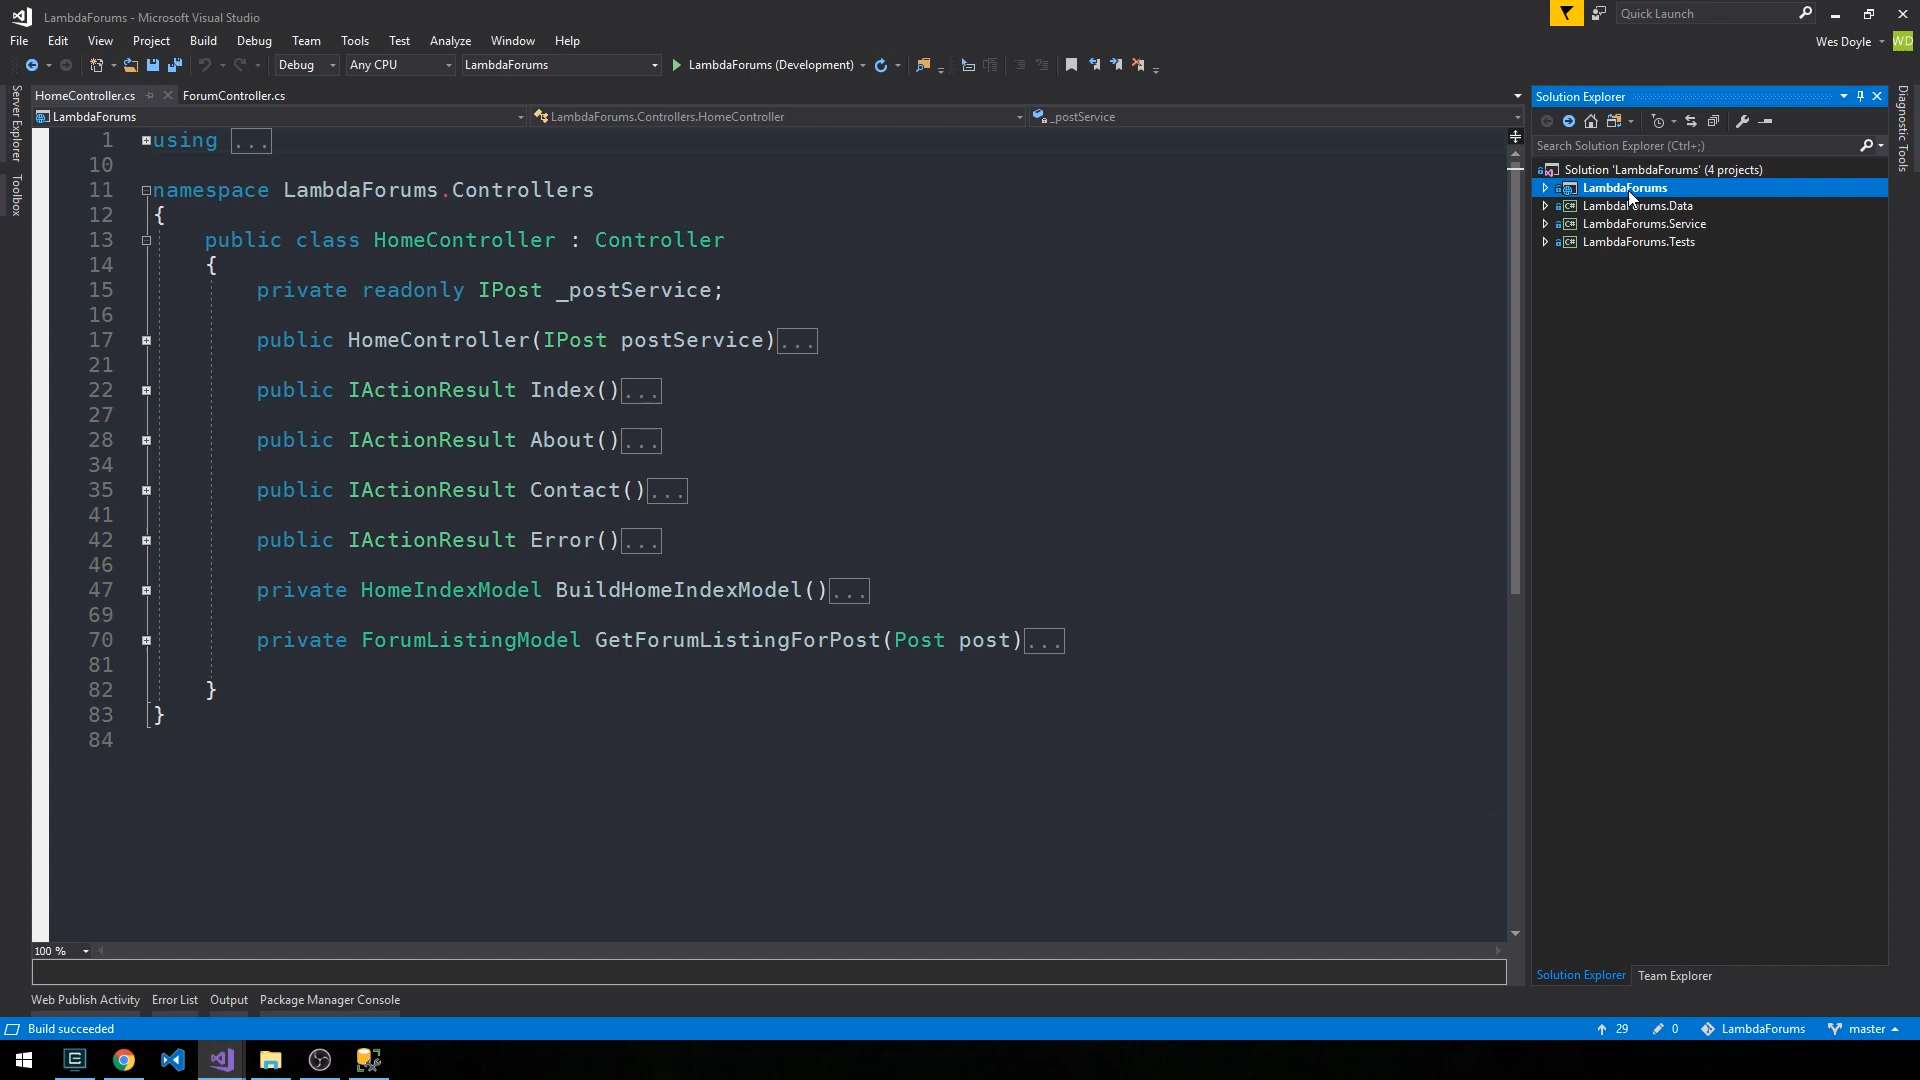 LambdaForums - Microsoft Visual Studio
Quick Launch
File Edit View Project Build Debug Team Tools Test Analyze Window Help
Wes Doyle WD
Debug Any CPU LambdaForums LambdaForums (Development)
HomeController.cs ForumController.cs
LambdaForums LambdaForums.Controllers.HomeController _postService
Server Explorer
Toolbox
1 using ...
10
11 namespace LambdaForums.Controllers
12 {
13 public class HomeController : Controller
14 {
15 private readonly IPost _postService;
16
17 public HomeController(IPost postService)...
21
22 public IActionResult Index()...
27
28 public IActionResult About()...
34
35 public IActionResult Contact()...
41
42 public IActionResult Error()...
46
47 private HomeIndexModel BuildHomeIndexModel()...
69
70 private ForumListingModel GetForumListingForPost(Post post)...
81
82 }
83 }
84
100 %
Solution Explorer
Search Solution Explorer (Ctrl+;)
Solution 'LambdaForums' (4 projects)
LambdaForums
LambdaForums.Data
LambdaForums.Service
LambdaForums.Tests
Solution Explorer Team Explorer
Diagnostic Tools
Web Publish Activity Error List Output Package Manager Console
Build succeeded 29 0 LambdaForums master